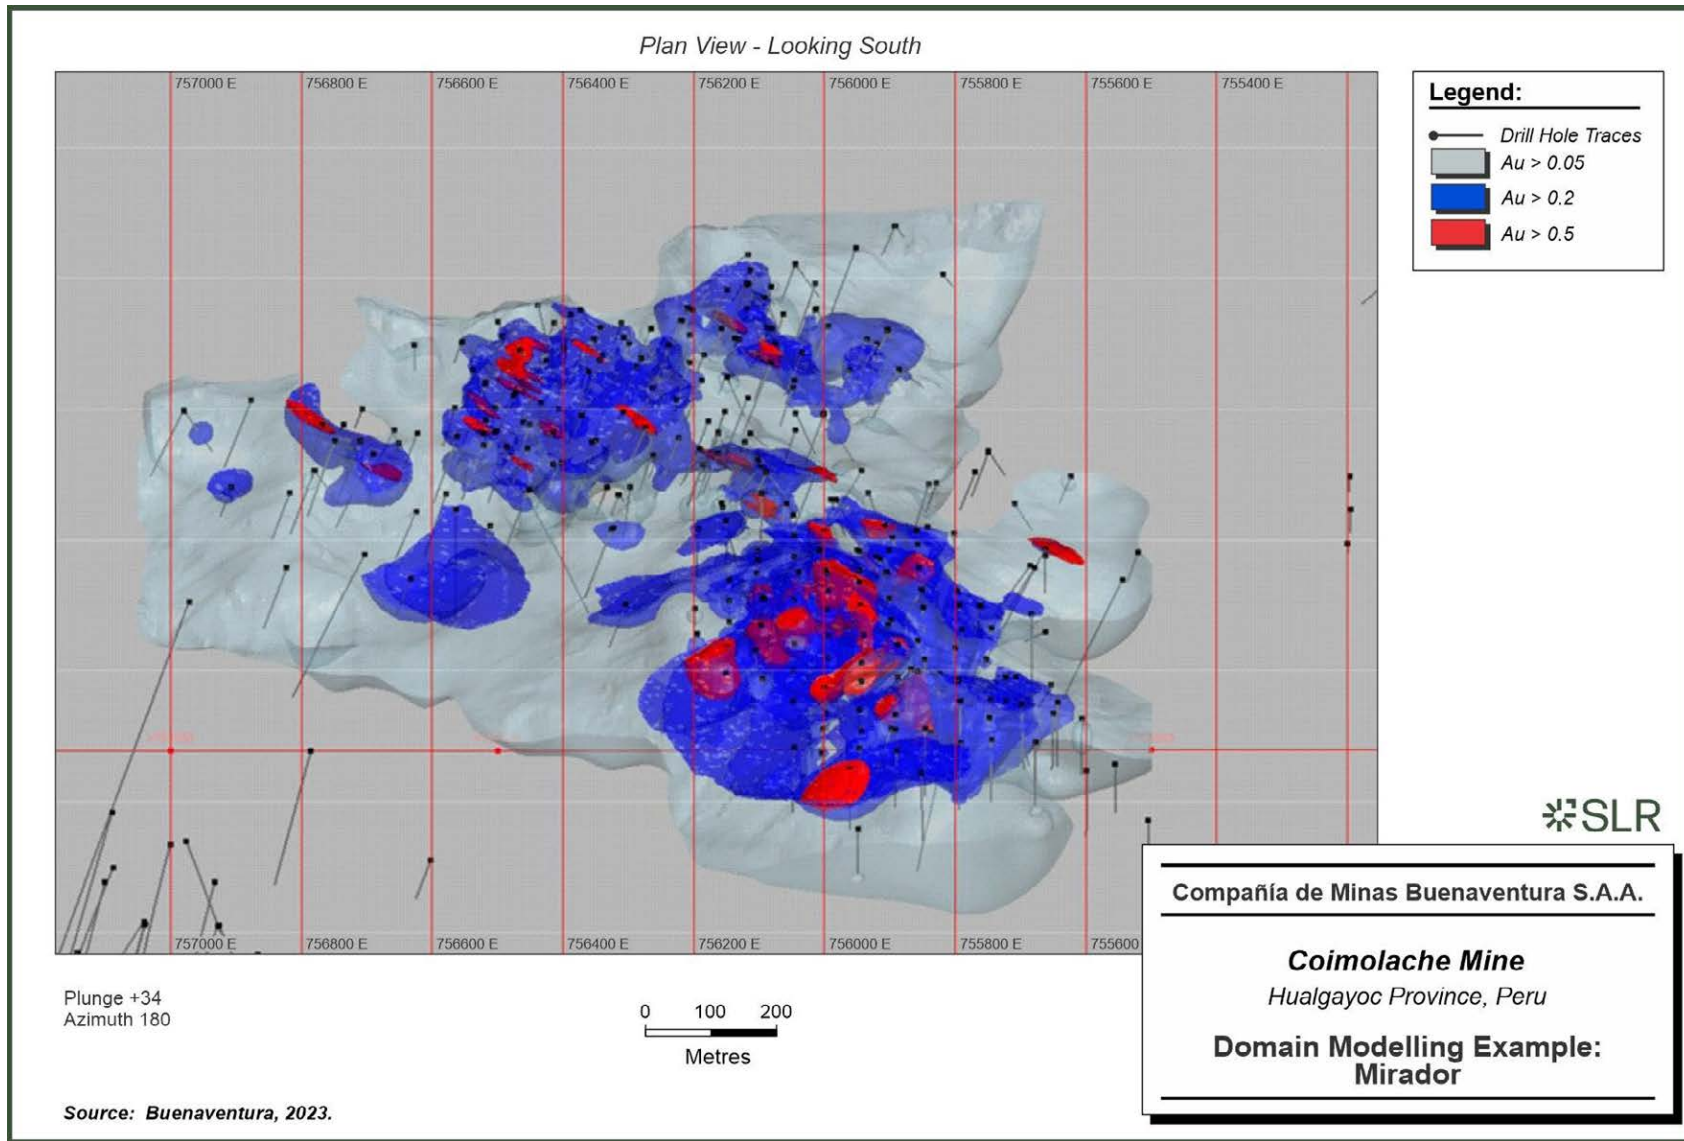 Plan View - Looking South
757000 E
756800 E
756600 E
756400 E
756200 E
756000 E
755800 E
755600 E
755400 E
Legend:
Drill Hole Traces
Au > 0.05
Au > 0.2
Au > 0.5
757000 E
756800 E
756600 E
756400 E
756200 E
756000 E
755800 E
755600
SLR
Compañía de Minas Buenaventura S.A.A.
Coimolache Mine
Hualgayoc Province, Peru
Domain Modelling Example:
Mirador
Plunge +34
Azimuth 180
0 100 200
Metres
Source: Buenaventura, 2023.